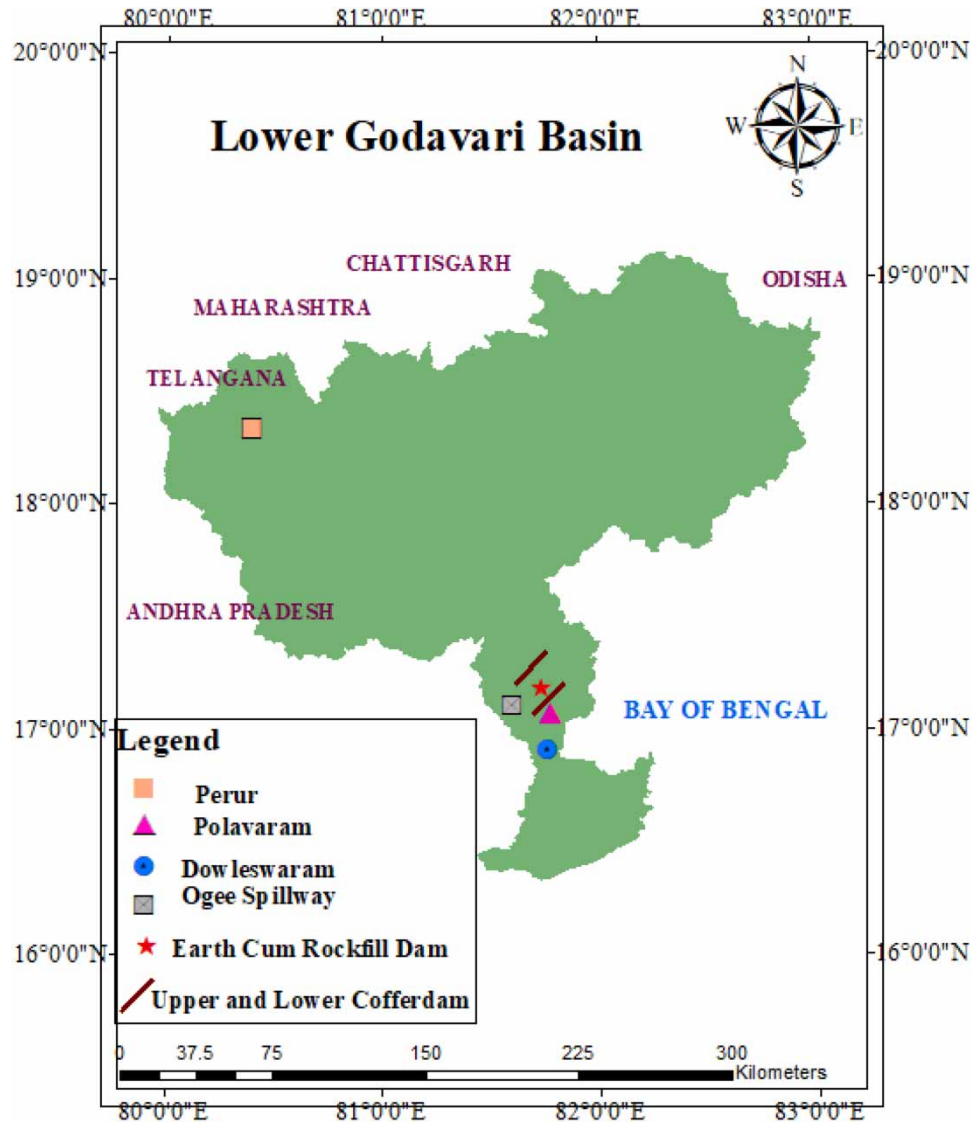 80°0'0"E 81°0'0"E 82°0'0"E 83°0'0"E
20°0'0"N 20°0'0"N
N
W E
S
Lower Godavari Basin
CHATTISGARH
19°0'0"N ODISHA 19°0'0"N
MAHARASHTRA
TELANGANA
18°0'0"N 18°0'0"N
ANDHRA PRADESH
BAY OF BENGAL
17°0'0"N 17°0'0"N
Legend
Perur
Polavaram
Dowleswaram
Ogee Spillway
Earth Cum Rockfill Dam
16°0'0"N 16°0'0"N
Upper and Lower Cofferdam
0 37.5 75 150 225 300
Kilometers
80°0'0"E 81°0'0"E 82°0'0"E 83°0'0"E